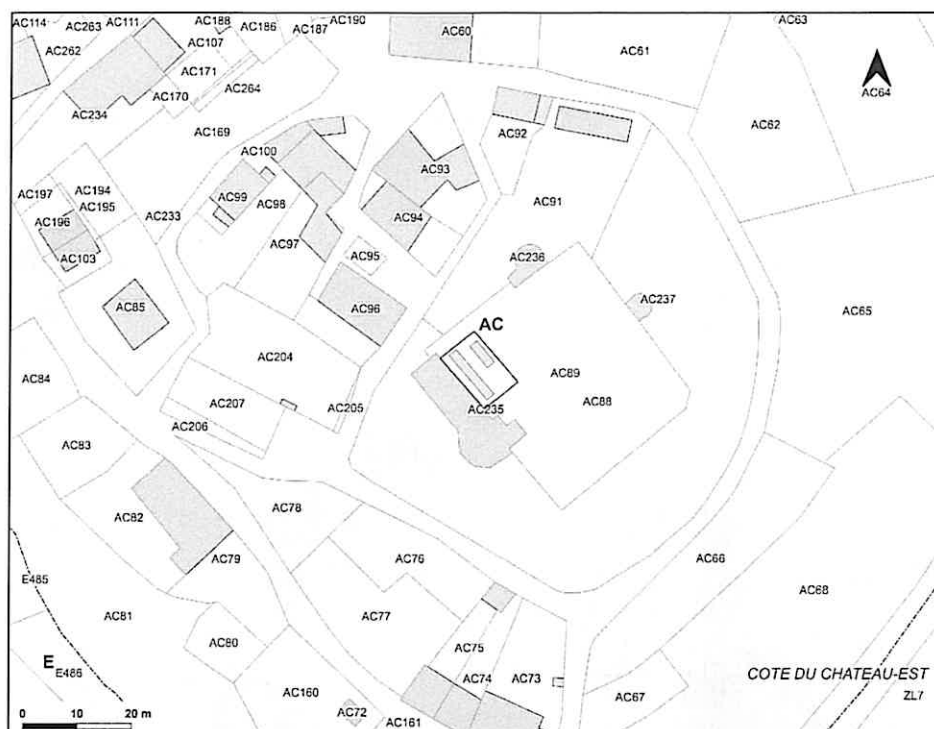 AC114
AC263
AC111
AC188
AC186
AC190
AC187
AC63
AC262
AC107
AC60
AC61
AC171
AC64
AC264
AC234
AC170
AC62
AC169
AC92
AC100
AC93
AC197
AC194
AC99
AC98
AC91
AC195
AC196
AC233
AC94
AC97
AC103
AC95
AC236
AC85
AC96
AC237
AC65
AC
AC204
AC89
AC84
AC88
AC207
AC205
AC235
AC206
AC83
AC82
AC78
AC79
AC76
AC66
E485
AC68
AC81
AC77
AC80
AC75
E
E486
COTE DU CHATEAU-EST
AC74
AC73
AC160
AC67
ZL7
AC72
AC161
0 10 20 m